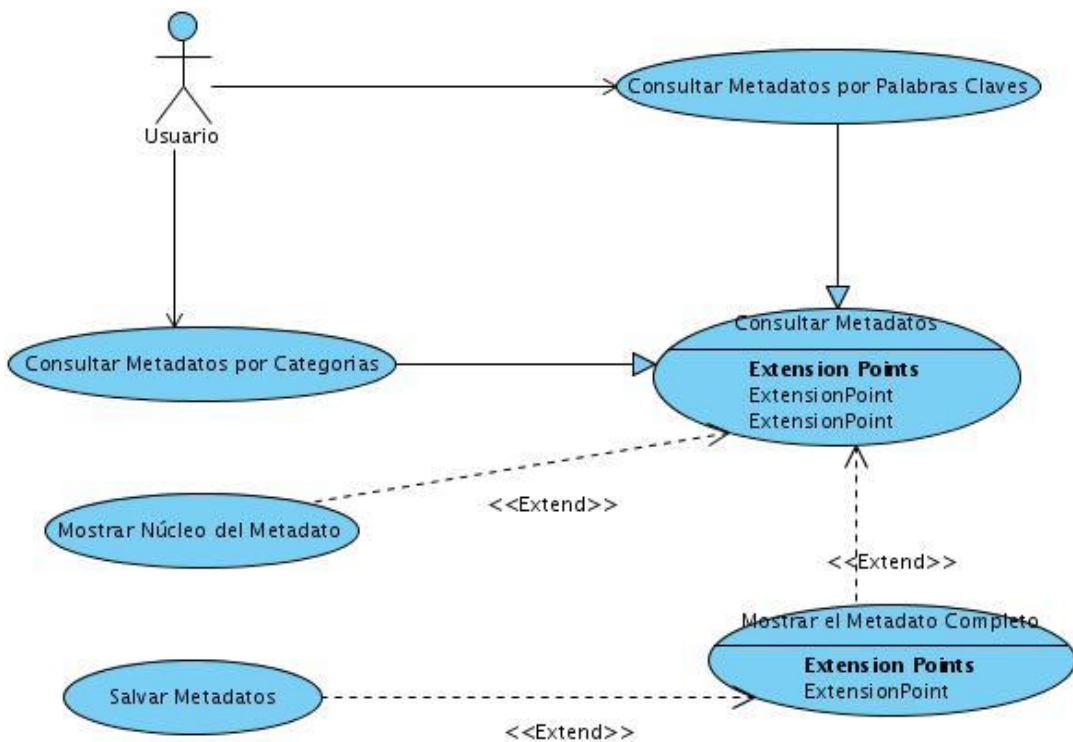 Usuario
Consultar Metadatos por Palabras Claves
Consultar Metadatos por Categorias
Consultar Metadatos
Extension Points
ExtensionPoint
ExtensionPoint
<<Extend>>
Mostrar Núcleo del Metadato
<<Extend>>
Mostrar el Metadato Completo
Extension Points
ExtensionPoint
Salvar Metadatos
<<Extend>>